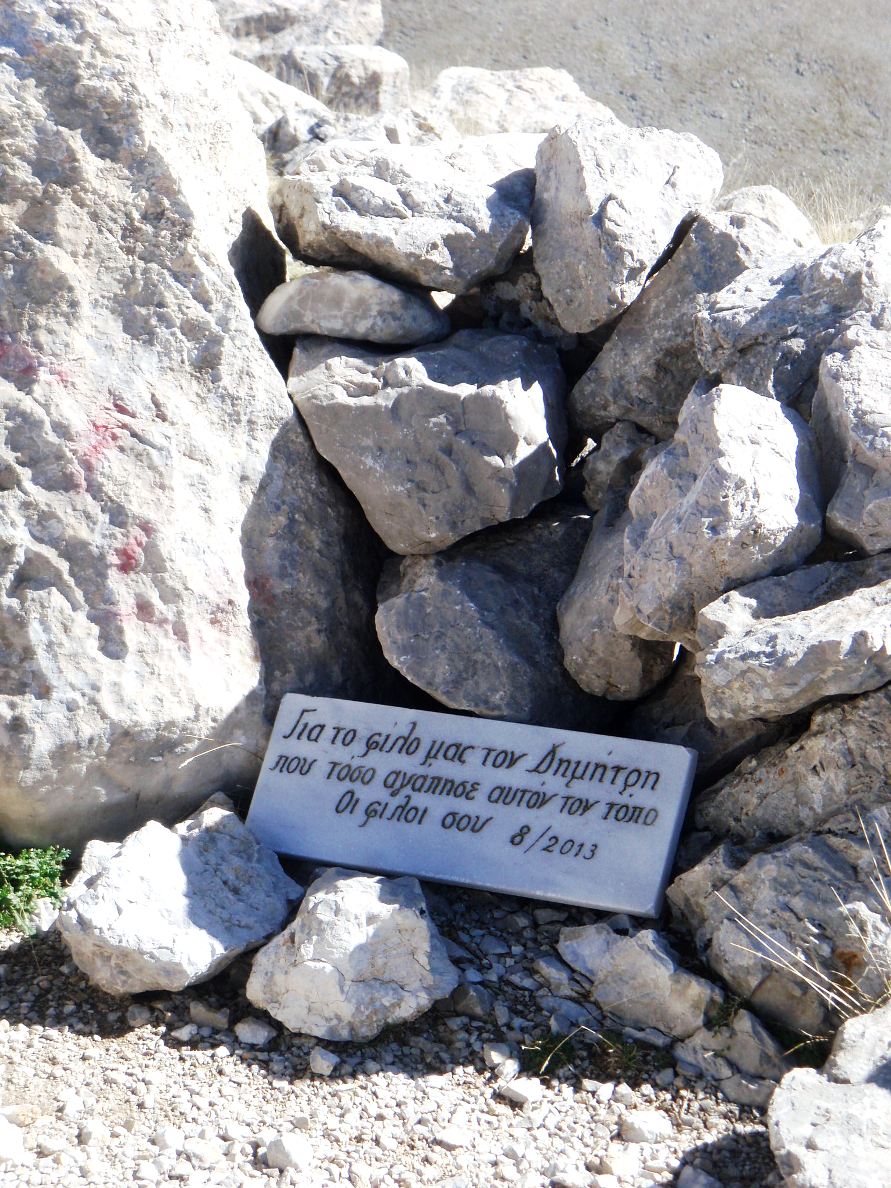 Για το φίλο μας τον Δημήτρη
που τόσο αγάπησε αυτόν τον τόπο
Οι φίλοι σου 8/2013